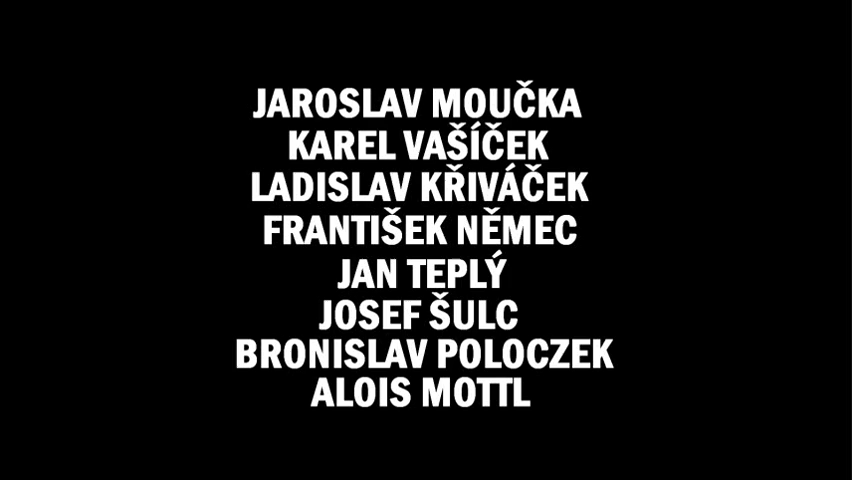 JAROSLAV MOUČKA
KAREL VAŠÍČEK
LADISLAV KŘIVÁČEK
FRANTIŠEK NĚMEC
JAN TEPLÝ
JOSEF ŠULC
BRONISLAV POLOCZEK
ALOIS MOTTL